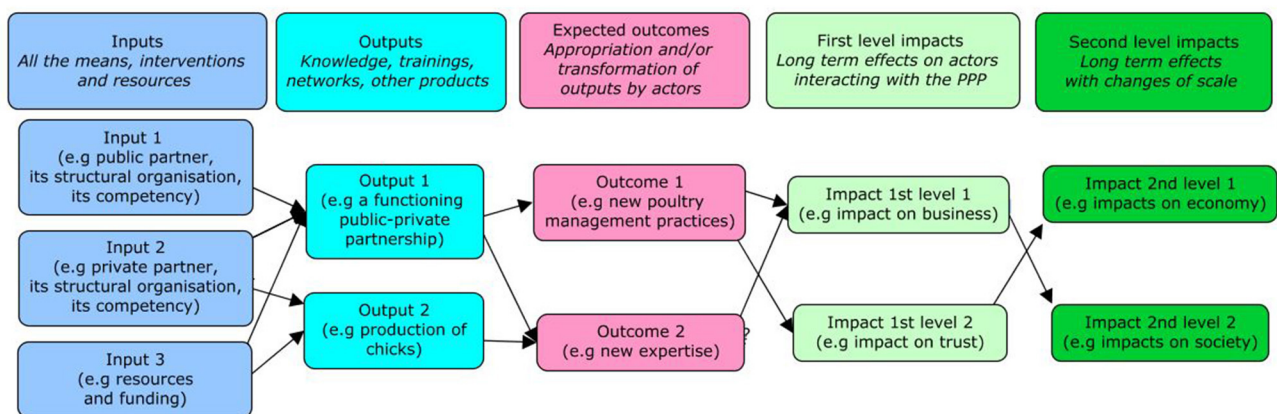 Inputs
All the means, interventions
and resources
Outputs
Knowledge, trainings,
networks, other products
Expected outcomes
Appropriation and/or
transformation of
outputs by actors
First level impacts
Long term effects on actors
interacting with the PPP
Second level impacts
Long term effects
with changes of scale
Input 1
(e.g public partner,
its structural organisation,
its competency)
Input 2
(e.g private partner,
its structural organisation,
its competency)
Input 3
(e.g resources
and funding)
Output 1
(e.g a functioning
public-private
partnership)
Output 2
(e.g production of
chicks)
Outcome 1
(e.g new poultry
management practices)
Outcome 2
(e.g new expertise)
?
Impact 1st level 1
(e.g impact on business)
Impact 1st level 2
(e.g impact on trust)
Impact 2nd level 1
(e.g impacts on economy)
Impact 2nd level 2
(e.g impacts on society)